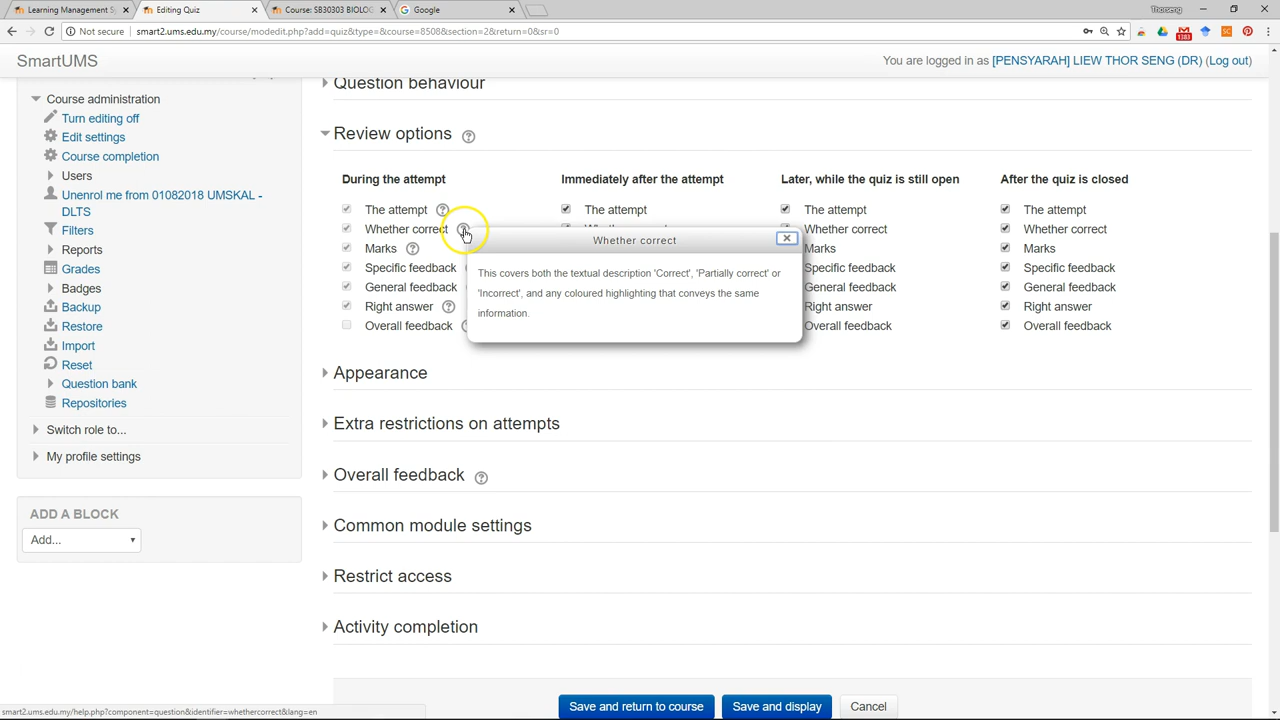 Learning Management S
Editing Quiz
Course: SB30303 BIOLOG
Google
Thorseng
Not secure
smart2.ums.edu.my/course/modedit.php?add=quiz&type=&course=8508&section=2&return=0&sr=0
1383
SC
SmartUMS
You are logged in as [PENSYARAH] LIEW THOR SENG (DR) (Log out)
Course administration
Turn editing off
Edit settings
Course completion
Users
Unenrol me from 01082018 UMSKAL -
DLTS
Filters
Reports
Grades
Badges
Backup
Restore
Import
Reset
Question bank
Repositories
Switch role to...
My profile settings
ADD A BLOCK
Add...
Question behaviour
Review options
During the attempt
The attempt
Whether correct
Marks
Specific feedback
General feedback
Right answer
Overall feedback
Immediately after the attempt
The attempt
Later, while the quiz is still open
The attempt
Whether correct
Marks
Specific feedback
General feedback
Right answer
Overall feedback
After the quiz is closed
The attempt
Whether correct
Marks
Specific feedback
General feedback
Right answer
Overall feedback
Whether correct
This covers both the textual description 'Correct', 'Partially correct' or
'Incorrect', and any coloured highlighting that conveys the same
information.
Appearance
Extra restrictions on attempts
Overall feedback
Common module settings
Restrict access
Activity completion
Save and return to course
Save and display
Cancel
smart2.ums.edu.my/help.php?component=question&identifier=whethercorrect&lang=en